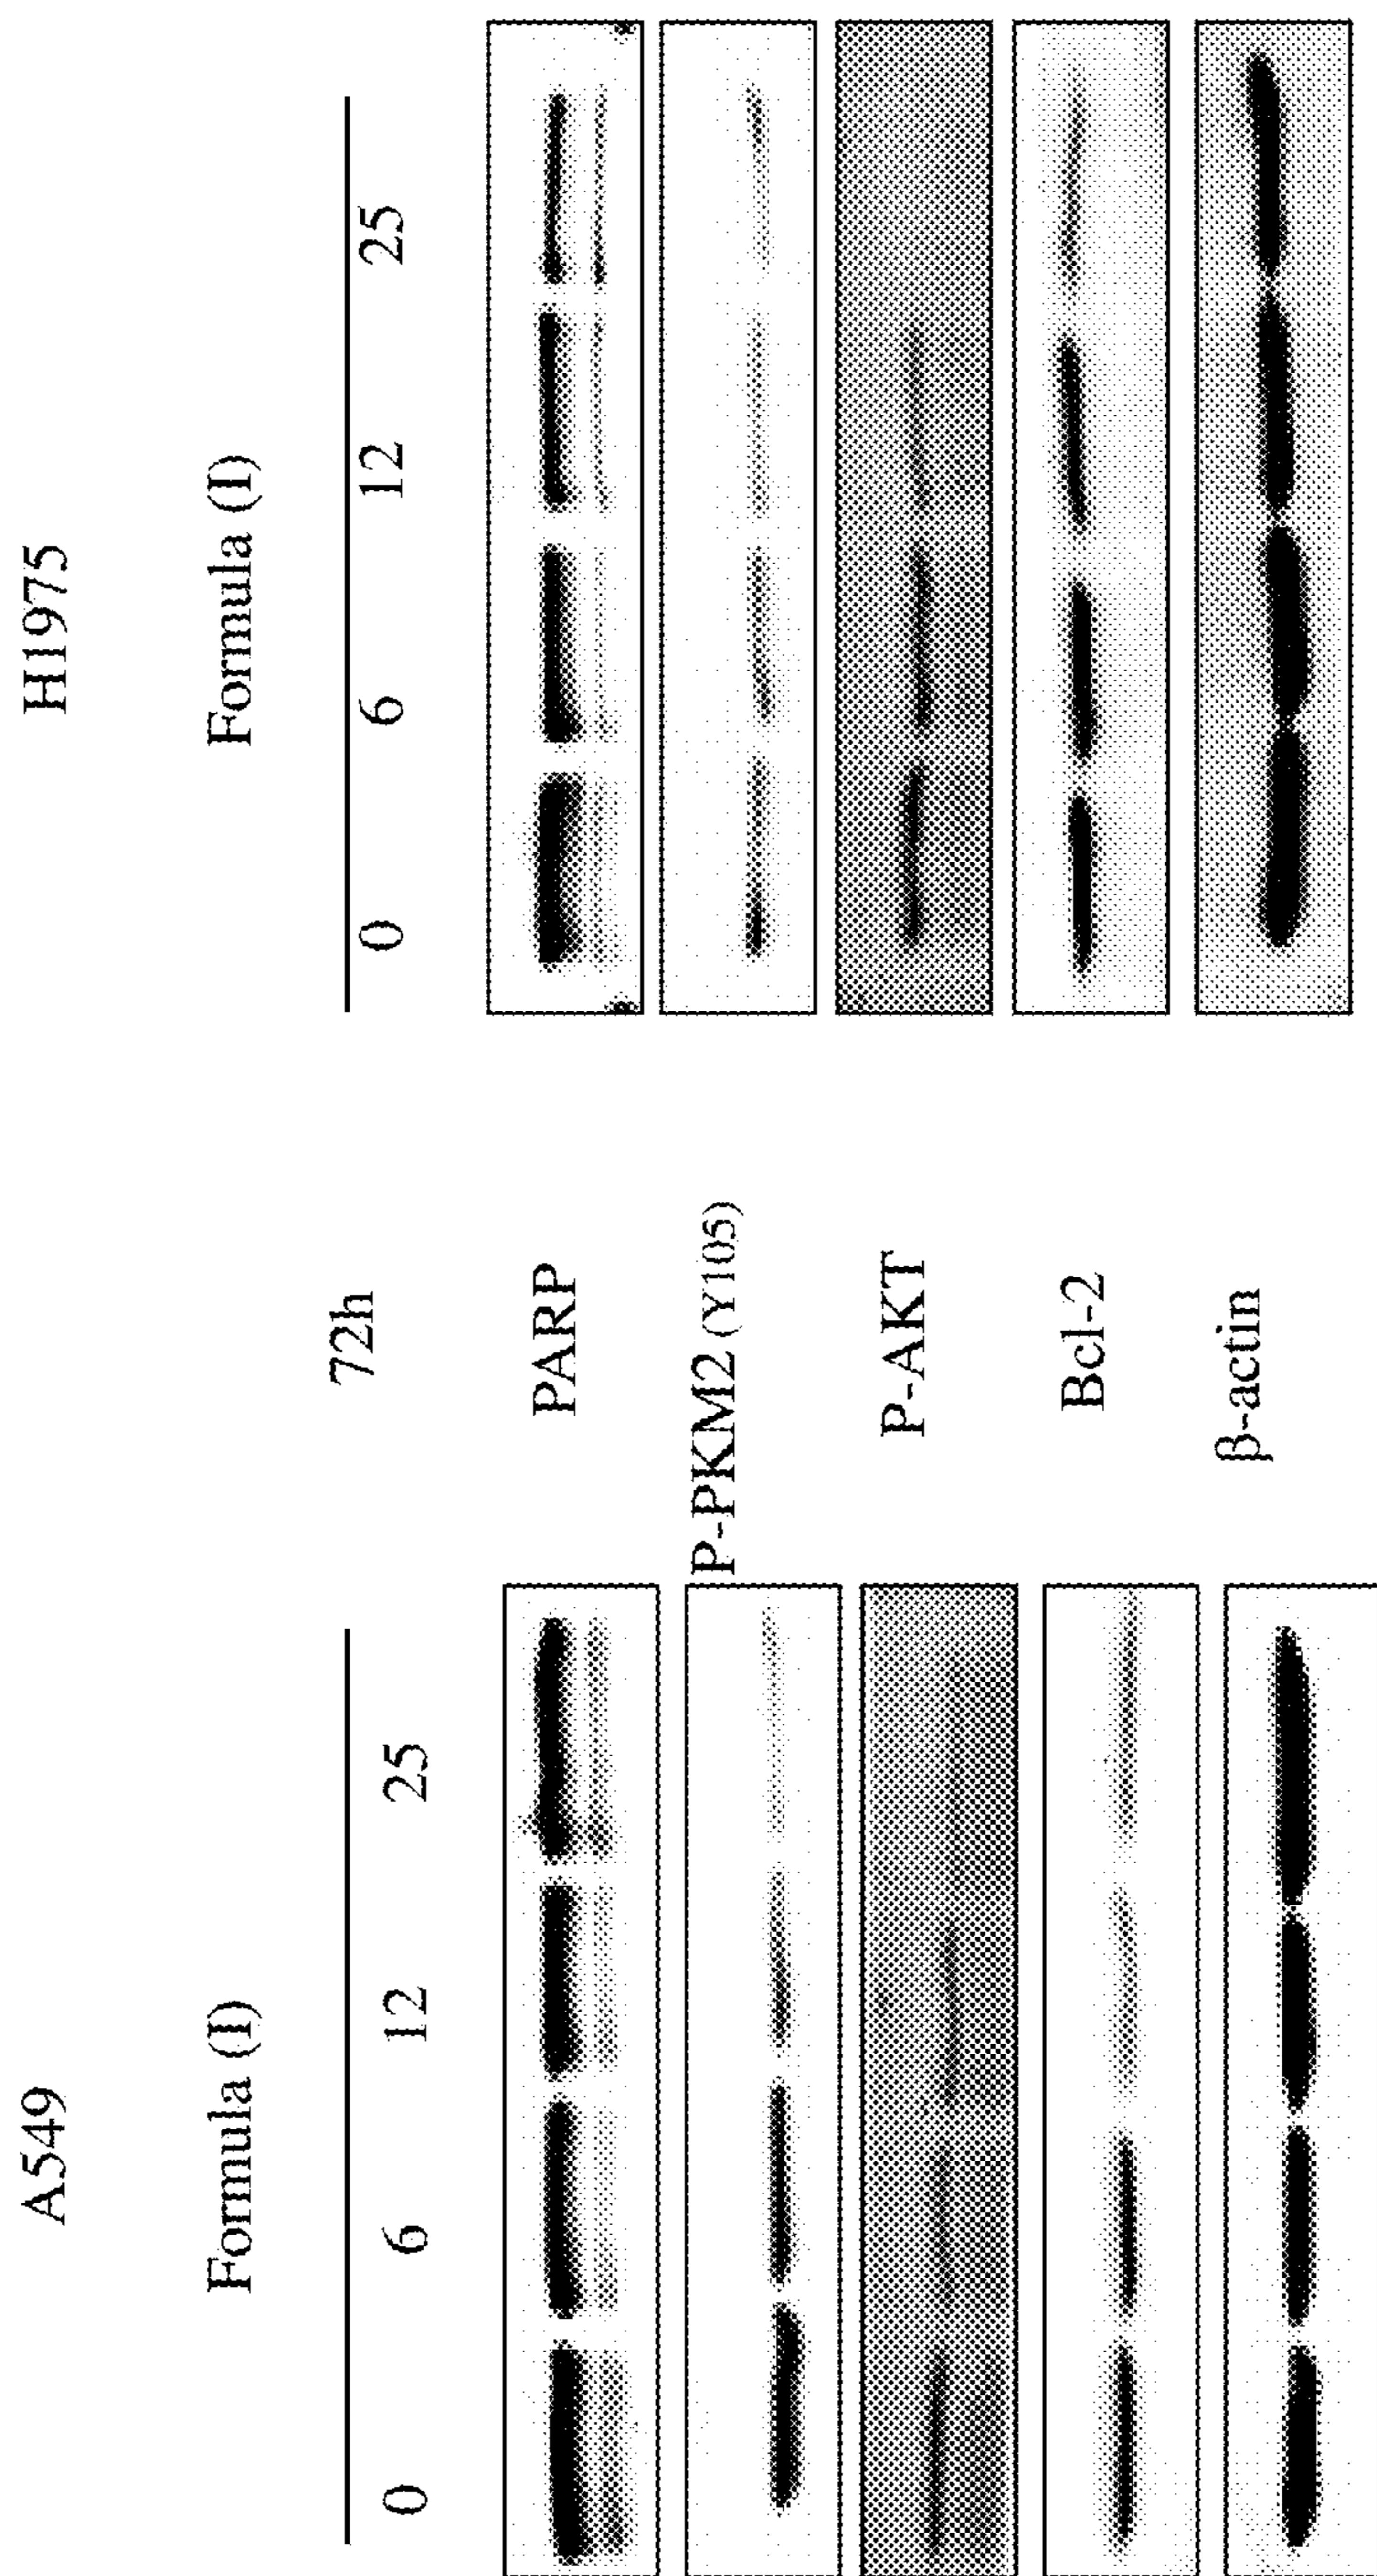 A549
H1975
Formula (I)
Formula (I)
0 6 12 25
72h
0 6 12 25
PARP
P-PKM2 (Y105)
P-AKT
Bcl-2
β-actin